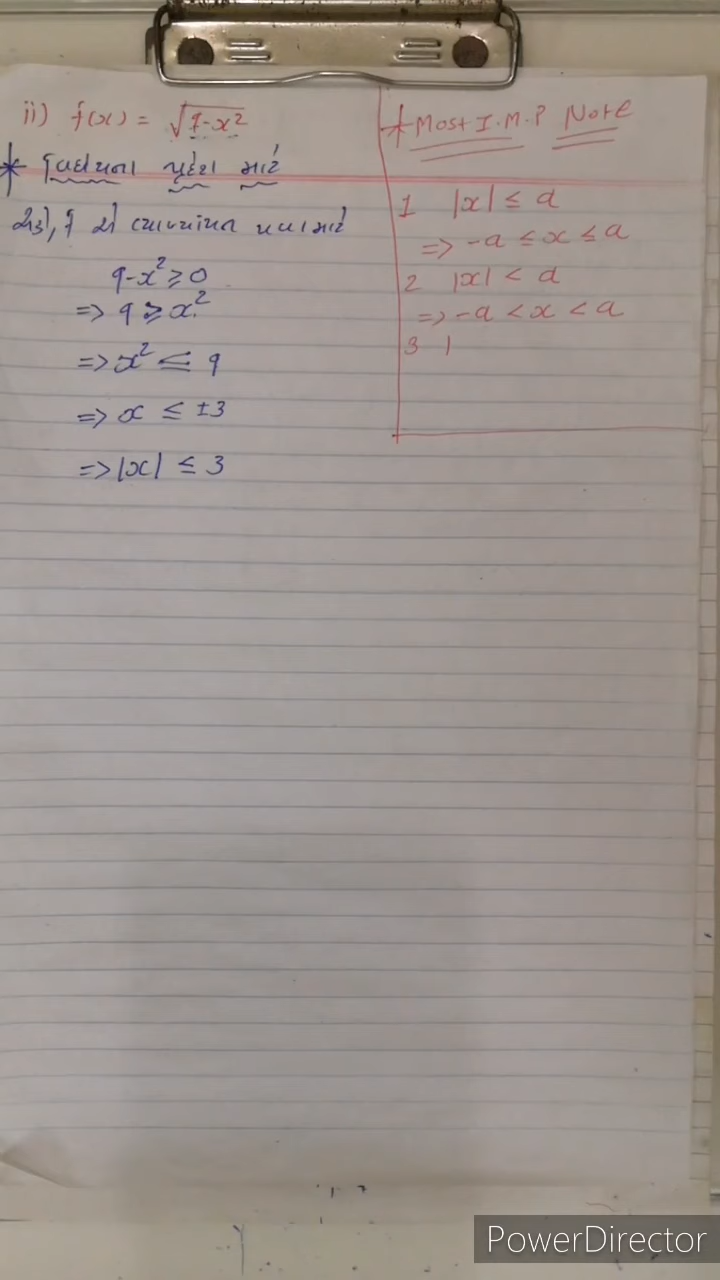 ii) f(x) = √9-x²
* વિધેયના પ્રદેશ માટે
9-x² ≥ 0
=> 9 ≥ x²
=> x² ≤ 9
=> x ≤ ±3
=> |x| ≤ 3
* Most I.M.P Note
1 |x| ≤ a
=> -a ≤ x ≤ a
2 |x| < a
=> -a < x < a
3 |
PowerDirector